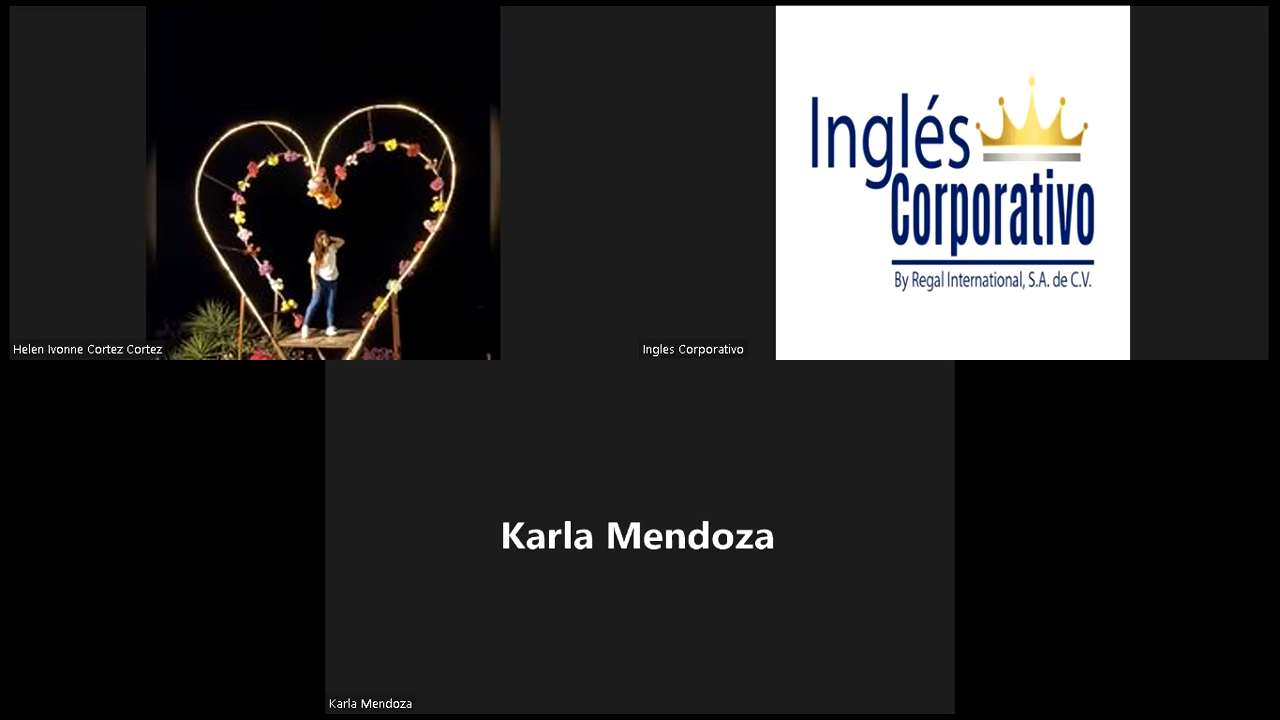 Inglés
Corporativo
By Regal International, S.A. de C.V.
Helen Ivonne Cortez Cortez
Ingles Corporativo
Karla Mendoza
Karla Mendoza